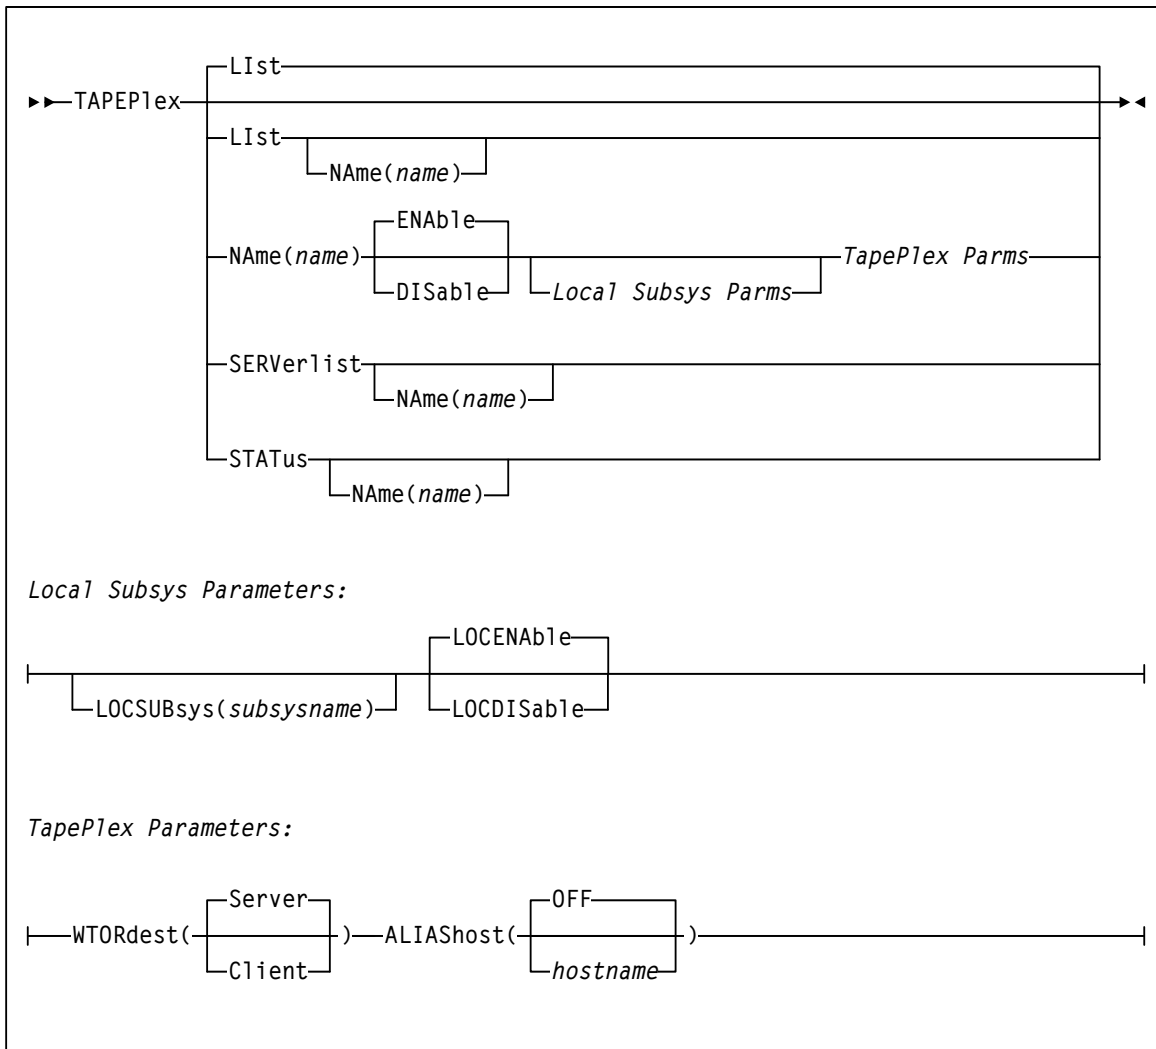 LIst
TAPEPlex
LIst
NAme(name)
ENAble
NAme(name) TapePlex Parms
DISable Local Subsys Parms
SERVerlist
NAme(name)
STATus
NAme(name)
Local Subsys Parameters:
LOCENAble
LOCSUBsys(subsysname) LOCDISable
TapePlex Parameters:
Server OFF
WTORdest( ) ALIAShost( )
Client hostname